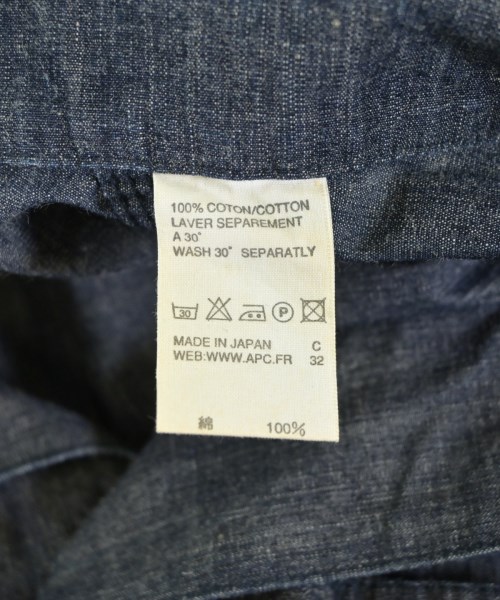 100% COTON/COTTON
LAVER SEPAREMENT
A 30°
WASH 30° SEPARATLY
30 P
MADE IN JAPAN C
WEB:WWW.APC.FR 32
綿 100%